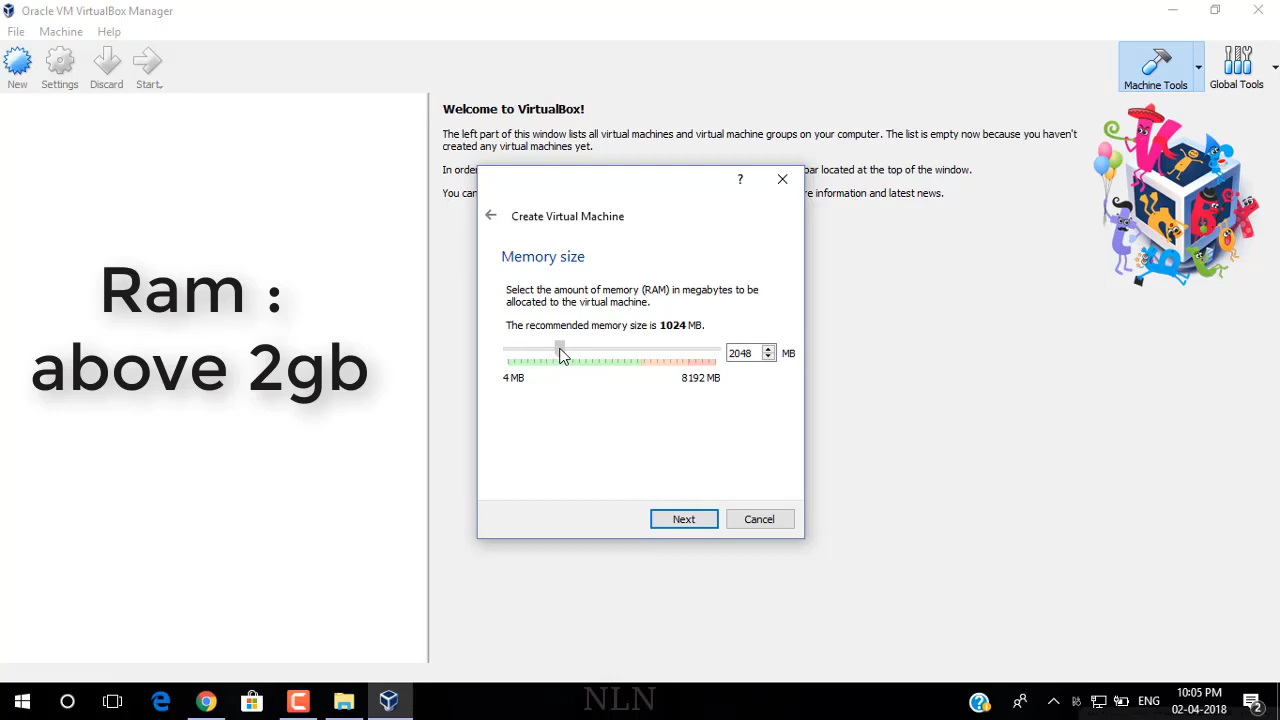 Oracle VM VirtualBox Manager
File Machine Help
New Settings Discard Start
Machine Tools Global Tools
Welcome to VirtualBox!
The left part of this window lists all virtual machines and virtual machine groups on your computer. The list is empty now because you haven't
created any virtual machines yet.
In order
bar located at the top of the window.
You can
re information and latest news.
?
Create Virtual Machine
Memory size
Select the amount of memory (RAM) in megabytes to be
allocated to the virtual machine.
The recommended memory size is 1024 MB.
2048 MB
4 MB 8192 MB
Next Cancel
Ram :
above 2gb
NLN
ENG
10:05 PM
02-04-2018
2